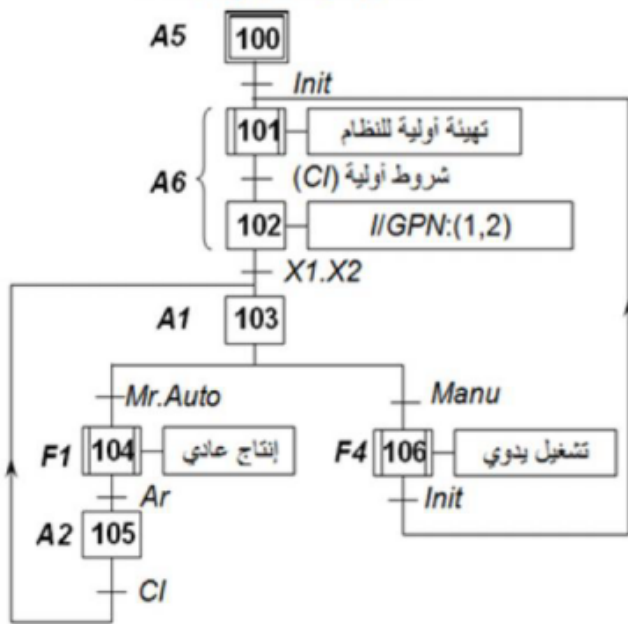 A5 100
Init
101 تهيئة أولية للنظام
A6
شروط أولية (CI)
102 I/GPN:(1,2)
X1.X2
A1 103
Mr.Auto Manu
F1 104 إنتاج عادي F4 106 تشغيل يدوي
Ar Init
A2 105
CI